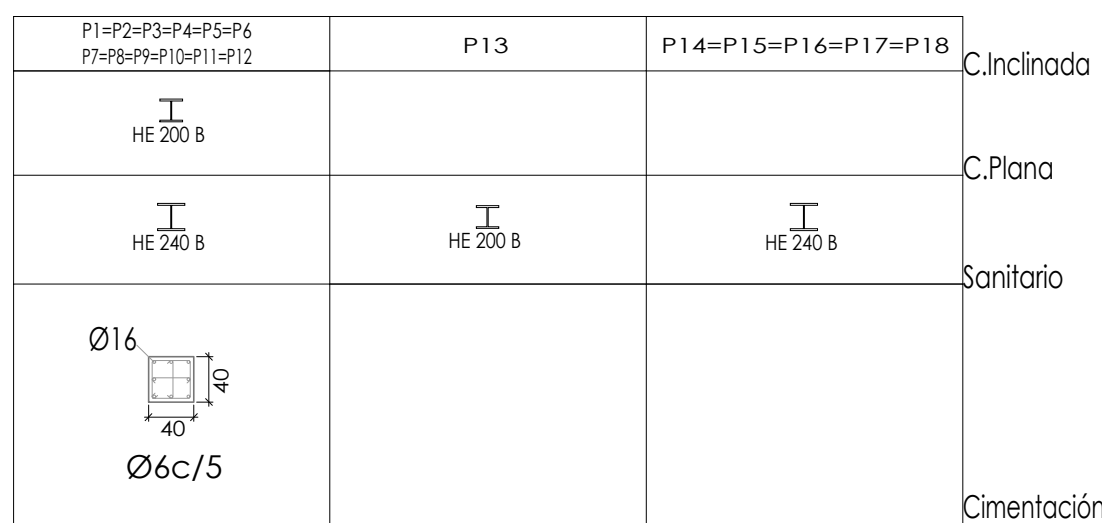 P1=P2=P3=P4=P5=P6
P7=P8=P9=P10=P11=P12
P13
P14=P15=P16=P17=P18
C.Inclinada
HE 200 B
C.Plana
HE 240 B
HE 200 B
HE 240 B
Sanitario
Ø16
40
40
Ø6c/5
Cimentación